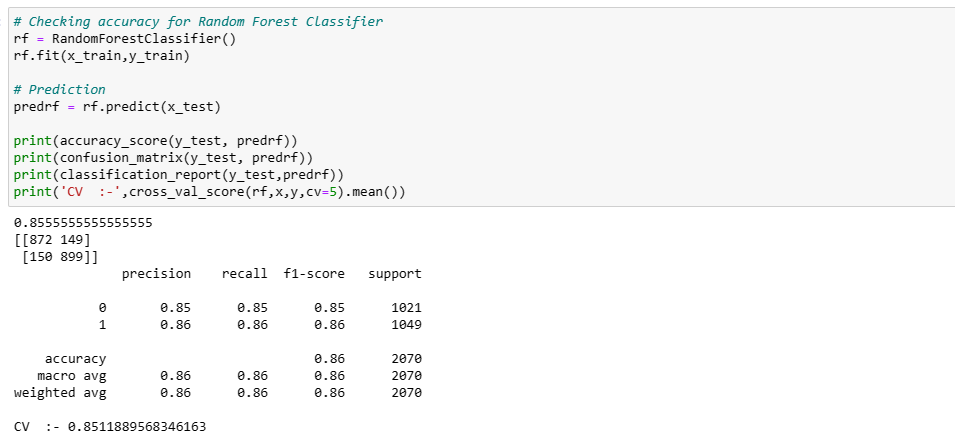 # Checking accuracy for Random Forest Classifier
rf = RandomForestClassifier()
rf.fit(x_train,y_train)

# Prediction
predrf = rf.predict(x_test)

print(accuracy_score(y_test, predrf))
print(confusion_matrix(y_test, predrf))
print(classification_report(y_test,predrf))
print('CV  :-',cross_val_score(rf,x,y,cv=5).mean())
0.8555555555555555
[[872 149]
 [150 899]]
              precision    recall  f1-score   support

           0       0.85      0.85      0.85      1021
           1       0.86      0.86      0.86      1049

    accuracy                           0.86      2070
   macro avg       0.86      0.86      0.86      2070
weighted avg       0.86      0.86      0.86      2070

CV  :- 0.8511889568346163